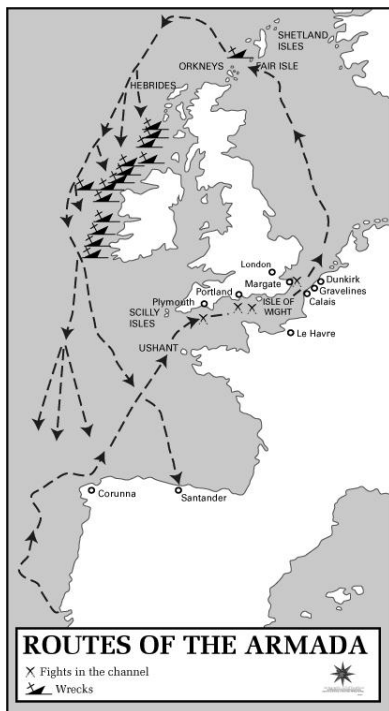 SHETLAND
ISLES
ORKNEYS
FAIR ISLE
HEBRIDES
London
Margate
Dunkirk
Gravelines
Calais
Portland
Plymouth
ISLE OF
WIGHT
SCILLY
ISLES
Le Havre
USHANT
Corunna
Santander
ROUTES OF THE ARMADA
Fights in the channel
Wrecks